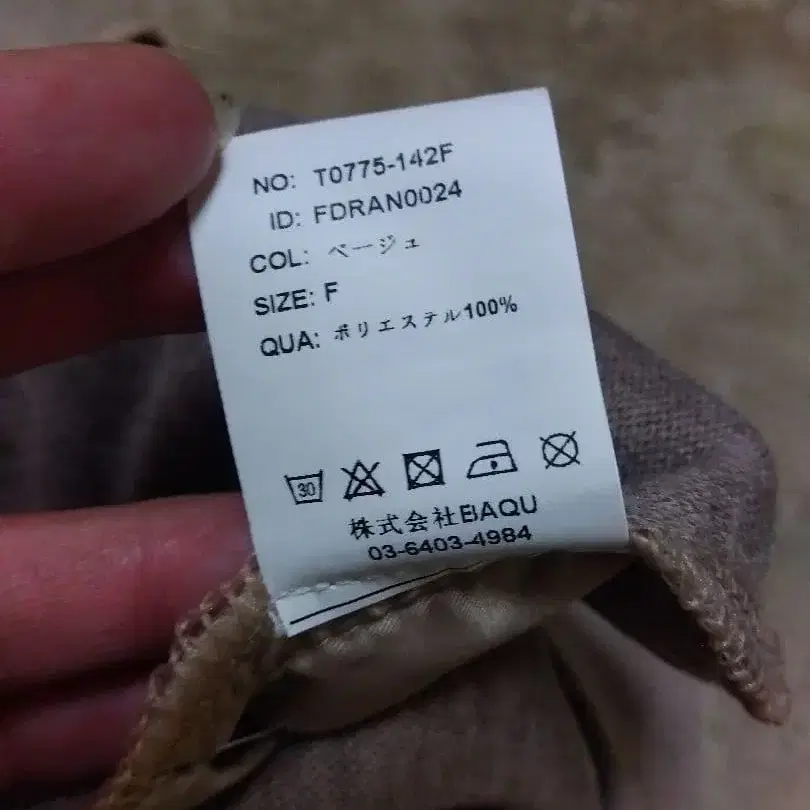 NO: T0775-142F
ID: FDRAN0024
COL: ベージュ
SIZE: F
QUA: ポリエステル100%
30
株式会社BAQU
03-6403-4984